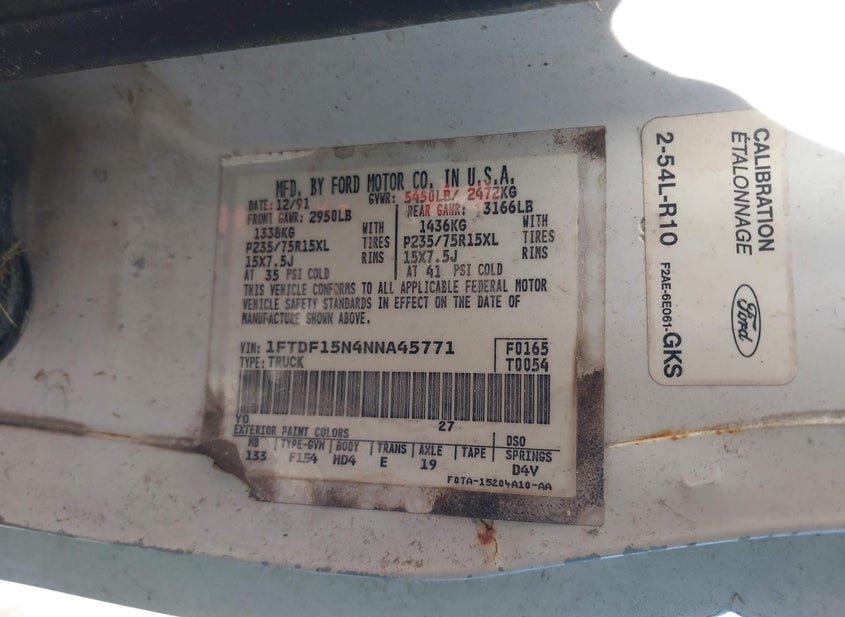 MFD. BY FORD MOTOR CO. IN U.S.A.
DATE: 12/91 GVWR: 5450LB/ 2472KG
FRONT GAWR: 2950LB REAR GAWR: 3166LB
1338KG WITH 1436KG WITH
P235/75R15XL TIRES P235/75R15XL TIRES
15X7.5J RIMS 15X7.5J RIMS
AT 35 PSI COLD AT 41 PSI COLD
THIS VEHICLE CONFORMS TO ALL APPLICABLE FEDERAL MOTOR
VEHICLE SAFETY STANDARDS IN EFFECT ON THE DATE OF
MANUFACTURE SHOWN ABOVE.
VIN: 1FTDF15N4NNA45771 F0165
TYPE: TRUCK T0054
YO 27
EXTERIOR PAINT COLORS DSO
WB TYPE-GVW BODY TRANS AXLE TAPE SPRINGS
133 F154 HD4 E 19 D4V
F0TA-15204A10-AA
CALIBRATION
ÉTALONNAGE
Ford
2-54L-R10
F2AE-6E061-GKS